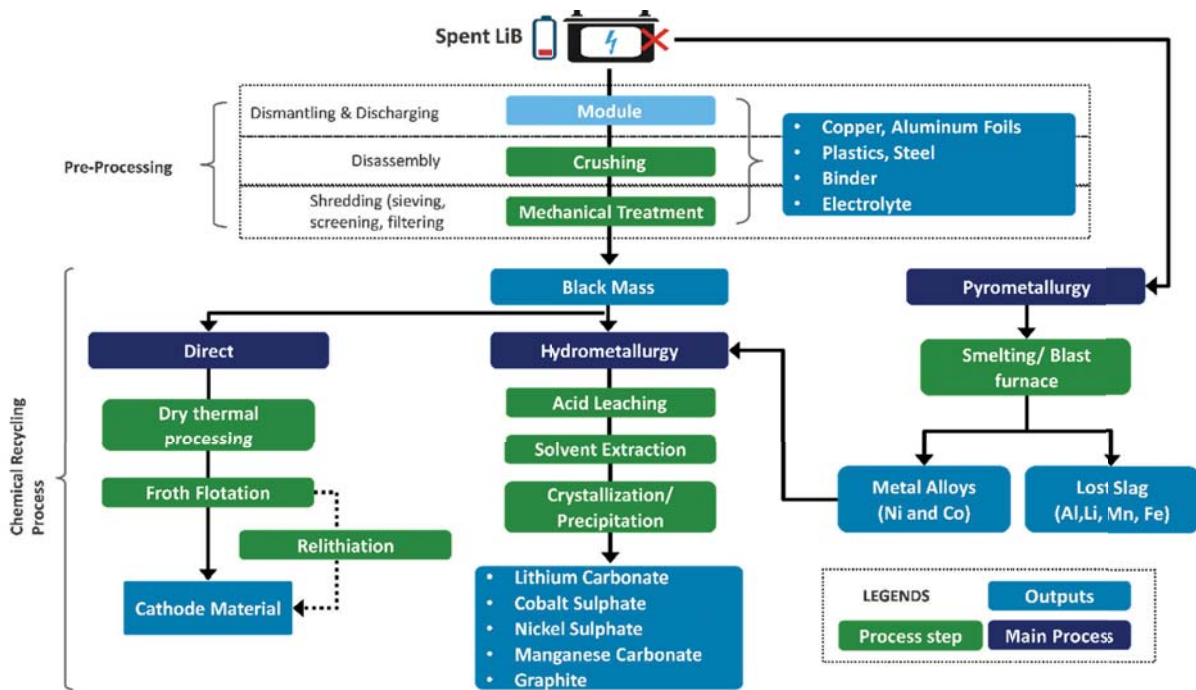 Spent LiB
Pre-Processing
Dismantling & Discharging
Module
Disassembly
Crushing
Shredding (sieving,
screening, filtering
Mechanical Treatment
• Copper, Aluminum Foils
• Plastics, Steel
• Binder
• Electrolyte
Chemical Recycling
Process
Black Mass
Direct
Dry thermal
processing
Froth Flotation
Relithiation
Cathode Material
Hydrometallurgy
Acid Leaching
Solvent Extraction
Crystallization/
Precipitation
• Lithium Carbonate
• Cobalt Sulphate
• Nickel Sulphate
• Manganese Carbonate
• Graphite
Pyrometallurgy
Smelting/ Blast
furnace
Metal Alloys
(Ni and Co)
Lost Slag
(Al,Li, Mn, Fe)
LEGENDS
Outputs
Process step
Main Process